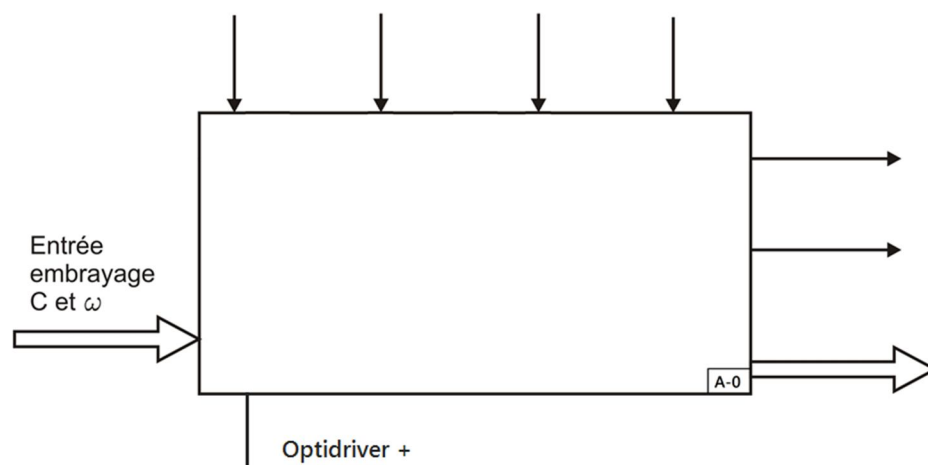 Entrée
embrayage
C et ω
A-0
Optidriver +